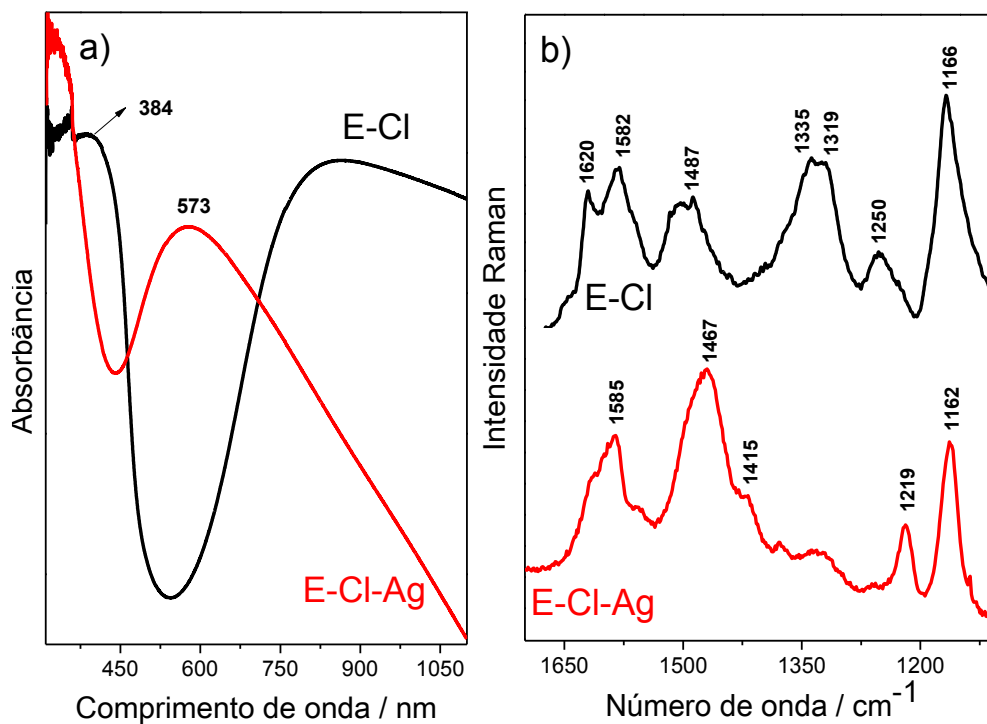 a)
384
573
E-Cl
E-Cl-Ag
Absorbância
450 600 750 900 1050
Comprimento de onda / nm
b)
1620
1582
1487
1335
1319
1250
1166
E-Cl
1585
1467
1415
1219
1162
E-Cl-Ag
Intensidade Raman
1650 1500 1350 1200
Número de onda / cm⁻¹